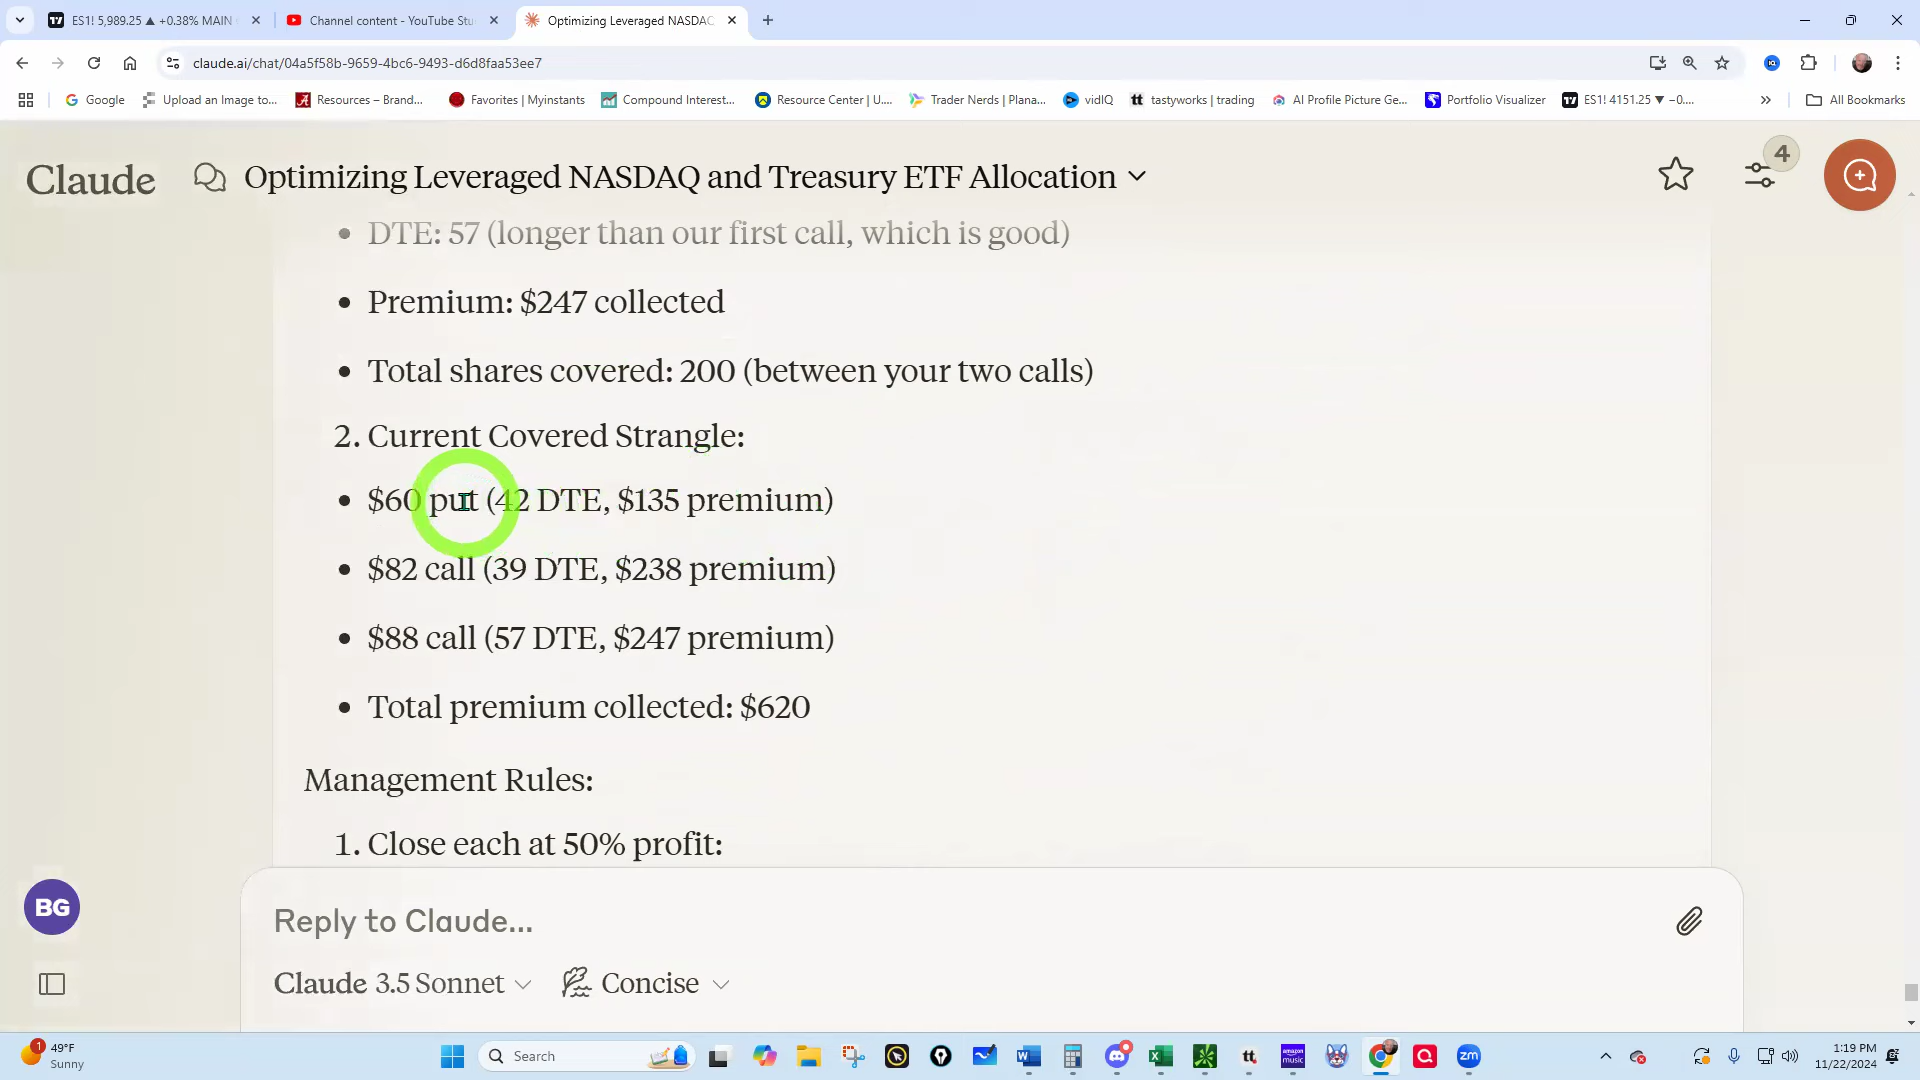 ES1! 5,989.25 ▲ +0.38% MAIN
Channel content - YouTube Stu
Optimizing Leveraged NASDAQ
claude.ai/chat/04a5f58b-9659-4bc6-9493-d6d8faa53ee7
Google
Upload an Image to...
Resources – Brand...
Favorites | Myinstants
Compound Interest...
Resource Center | U...
Trader Nerds | Plana...
vidIQ
tastyworks | trading
AI Profile Picture Ge...
Portfolio Visualizer
ES1! 4151.25 ▼ −0....
All Bookmarks
Claude
Optimizing Leveraged NASDAQ and Treasury ETF Allocation
4
• DTE: 57 (longer than our first call, which is good)
• Premium: $247 collected
• Total shares covered: 200 (between your two calls)
2. Current Covered Strangle:
• $60 put (42 DTE, $135 premium)
• $82 call (39 DTE, $238 premium)
• $88 call (57 DTE, $247 premium)
• Total premium collected: $620
Management Rules:
1. Close each at 50% profit:
BG
Reply to Claude...
Claude 3.5 Sonnet
Concise
1
49°F
Sunny
Search
amazon music
tt
zm
1:19 PM
11/22/2024